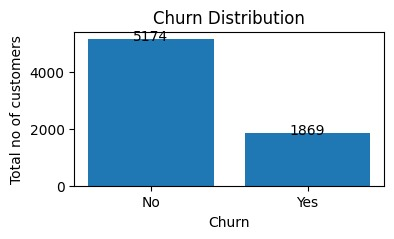 Churn Distribution
Total no of customers
4000
2000
0
5174
1869
No
Yes
Churn